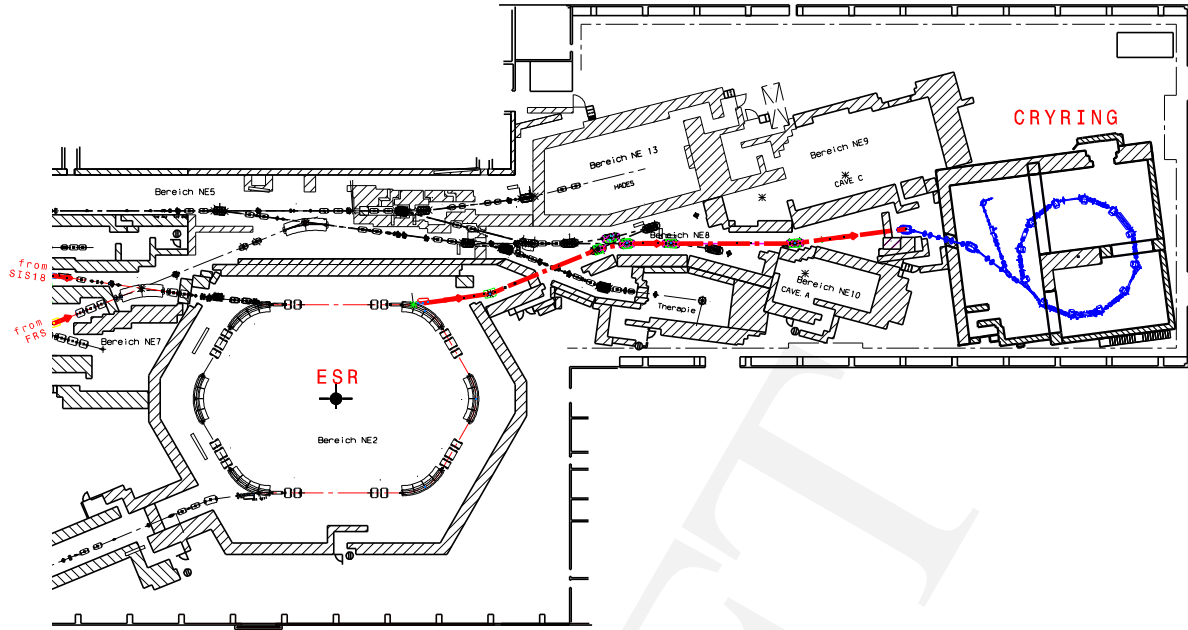 CRYRING
Bereich NE 13
HADES
Bereich NE9
CAVE C
Bereich NE5
Bereich NE8
from
SIS18
from
FRS
Bereich NE7
Therapie
CAVE A
Bereich NE10
ESR
Bereich NE2